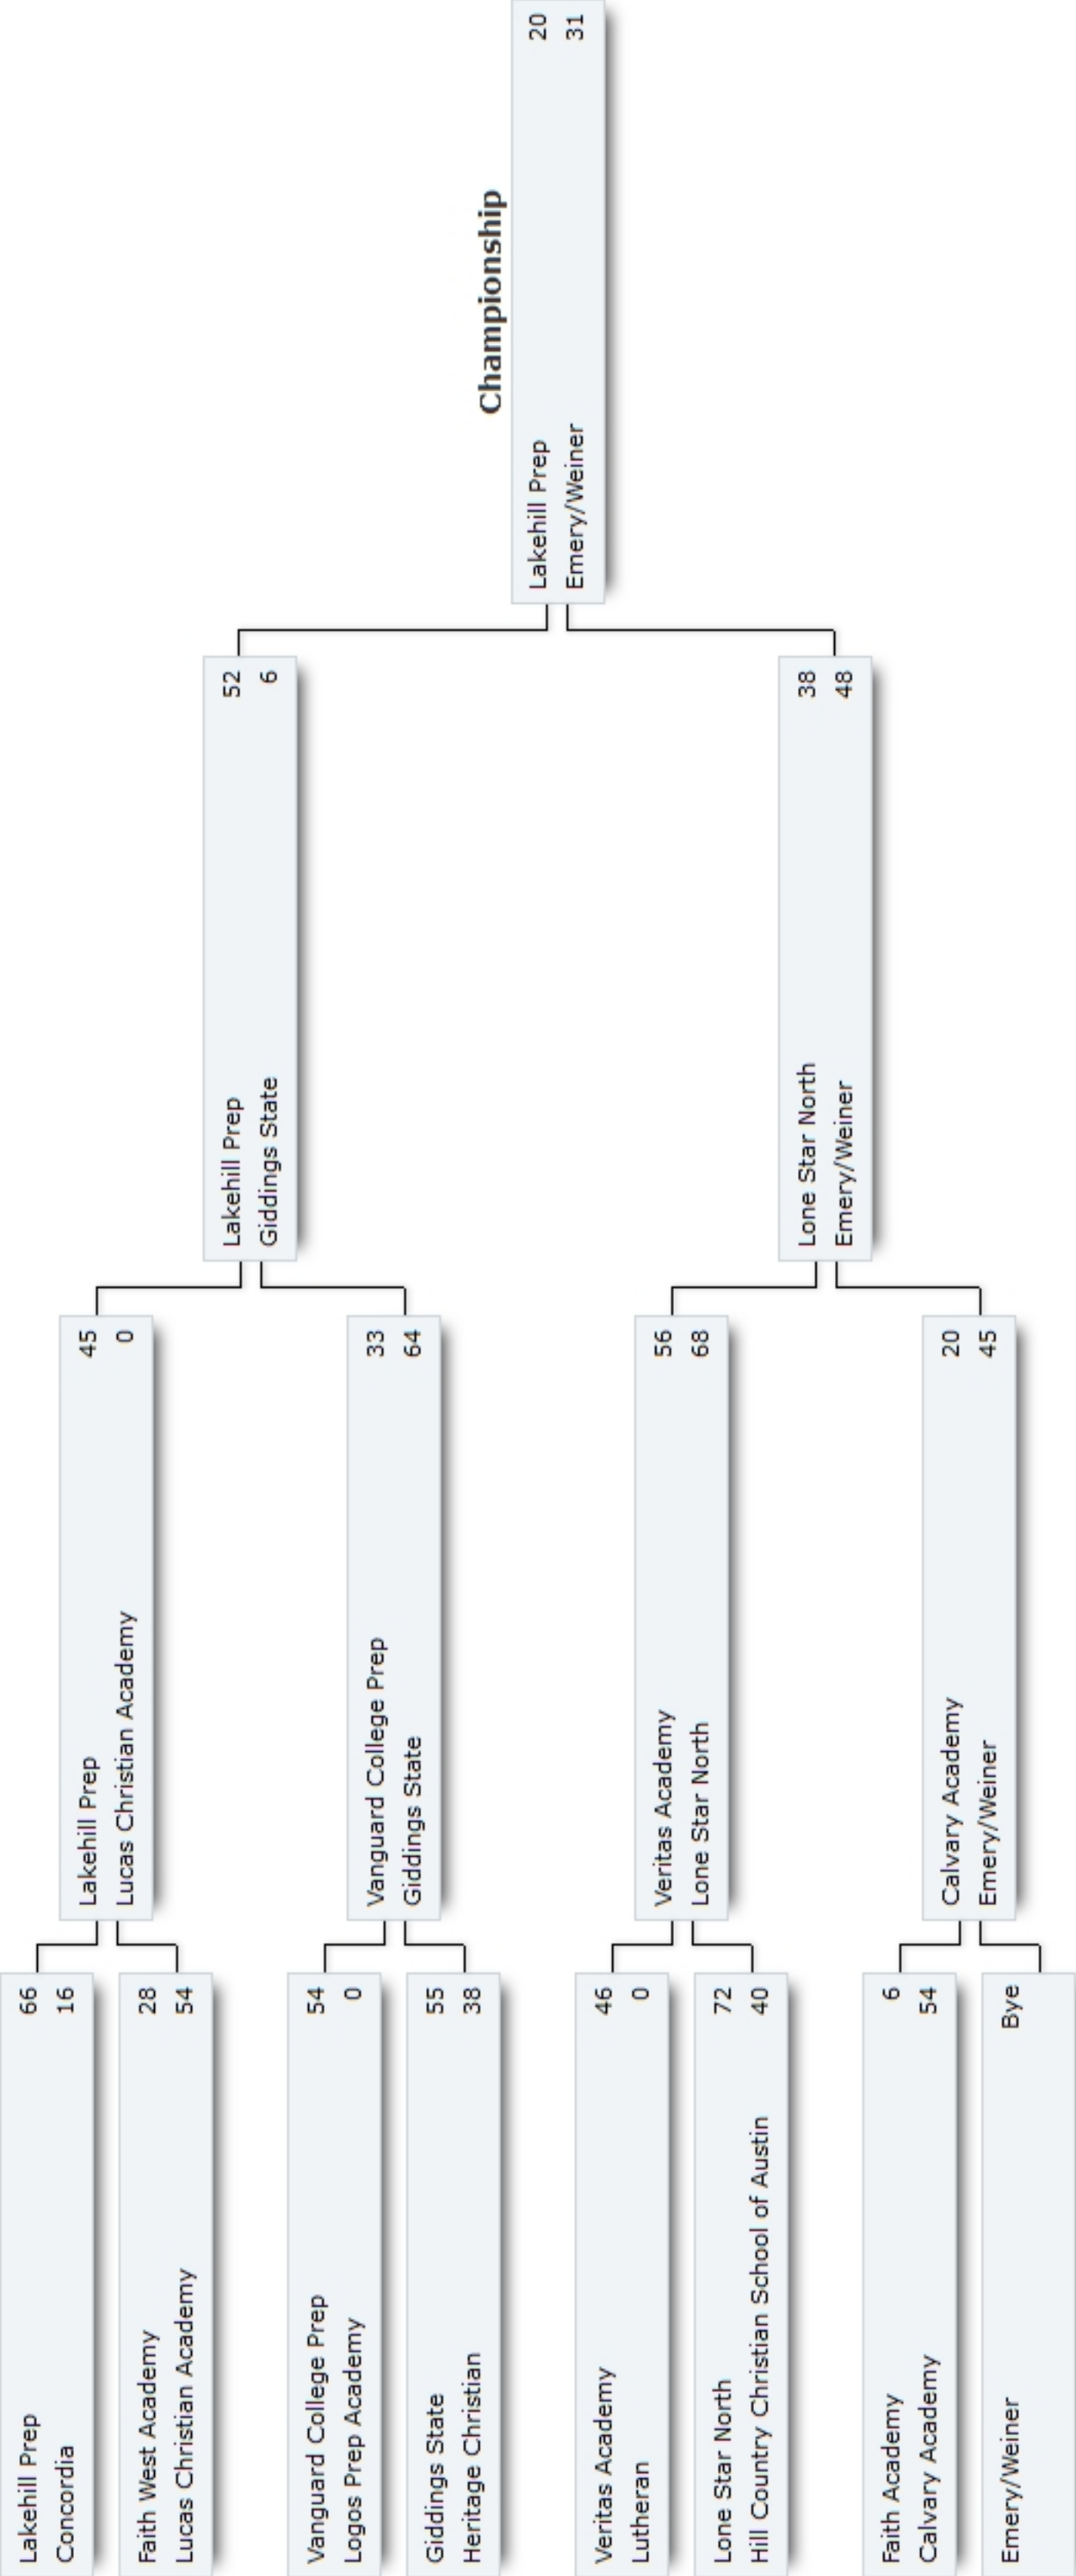 Lakehill Prep 66
Concordia 16
Faith West Academy 28
Lucas Christian Academy 54
Vanguard College Prep 54
Logos Prep Academy 0
Giddings State 55
Heritage Christian 38
Veritas Academy 46
Lutheran 0
Lone Star North 72
Hill Country Christian School of Austin 40
Faith Academy 6
Calvary Academy 54
Emery/Weiner Bye
Lakehill Prep 45
Lucas Christian Academy 0
Vanguard College Prep 33
Giddings State 64
Veritas Academy 56
Lone Star North 68
Calvary Academy 20
Emery/Weiner 45
Lakehill Prep 52
Giddings State 6
Lone Star North 38
Emery/Weiner 48
Championship
Lakehill Prep 20
Emery/Weiner 31